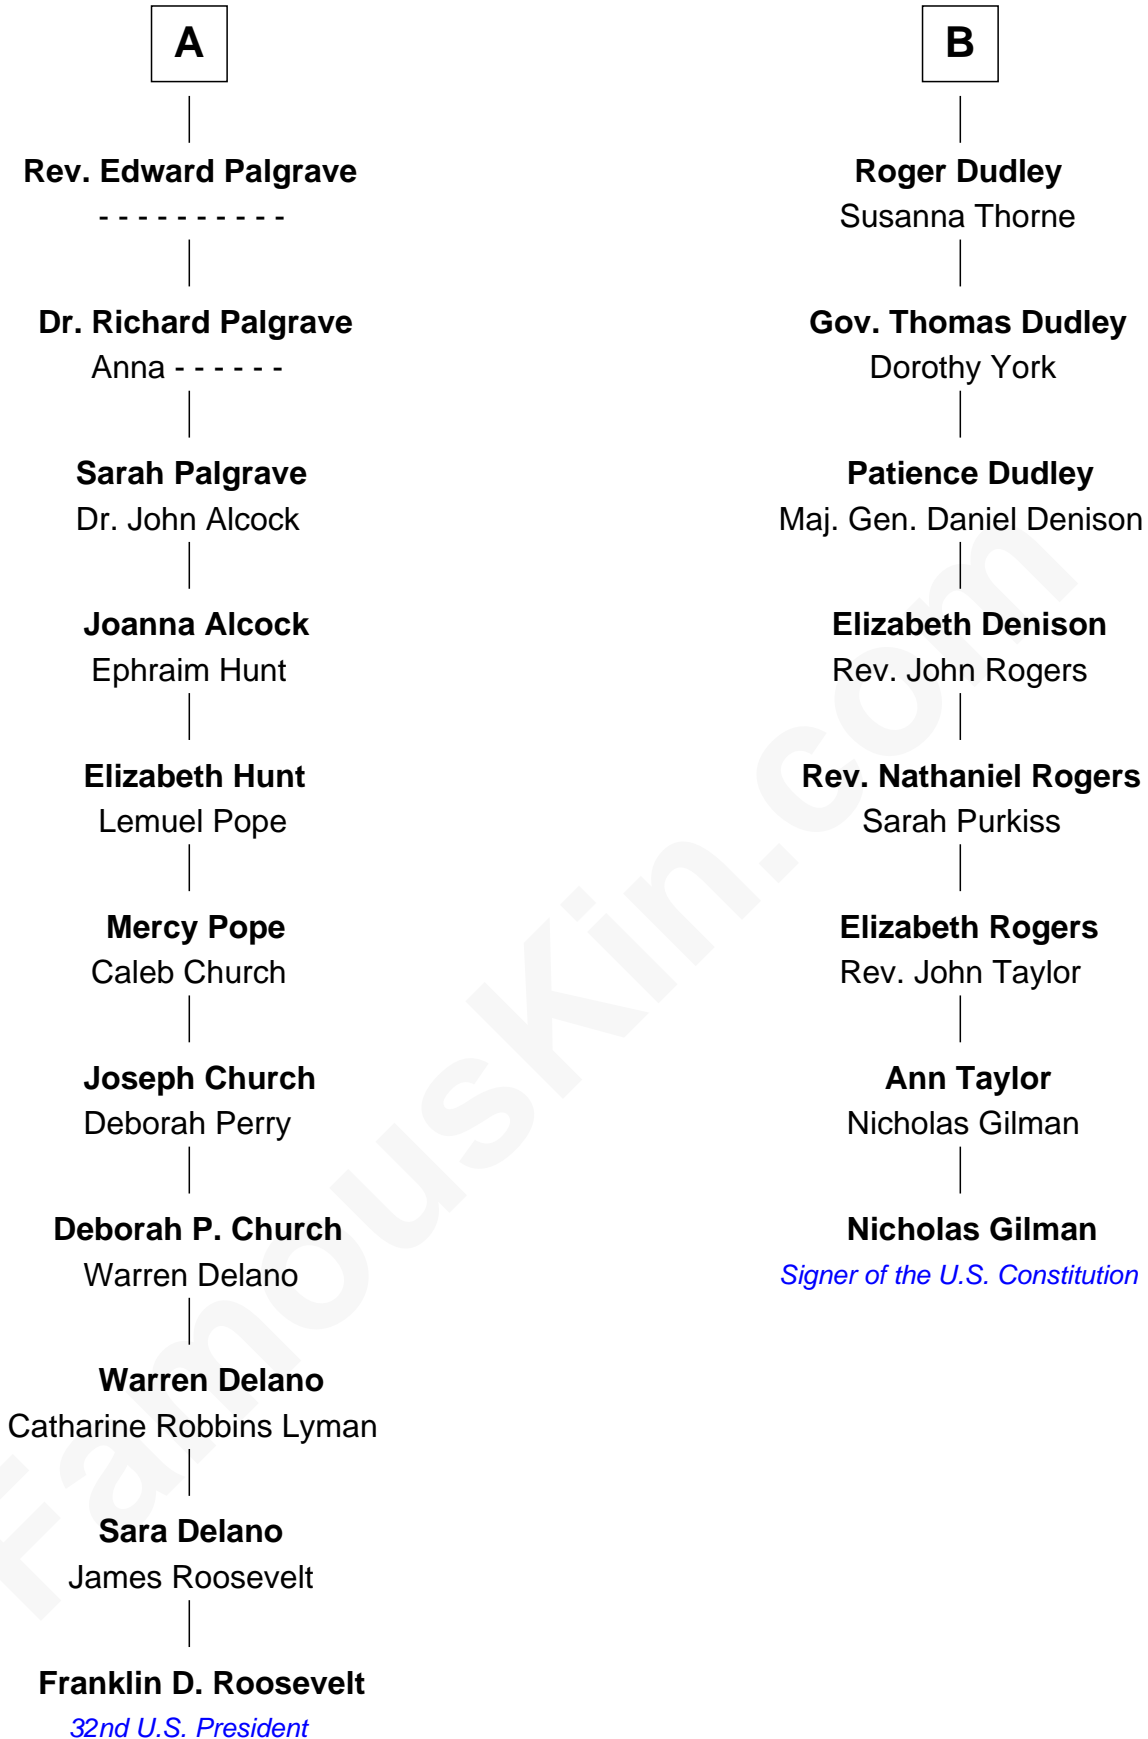 A
Rev. Edward Palgrave
- - - - - - - - - -
Dr. Richard Palgrave
Anna - - - - - -
Sarah Palgrave
Dr. John Alcock
Joanna Alcock
Ephraim Hunt
Elizabeth Hunt
Lemuel Pope
Mercy Pope
Caleb Church
Joseph Church
Deborah Perry
Deborah P. Church
Warren Delano
Warren Delano
Catharine Robbins Lyman
Sara Delano
James Roosevelt
Franklin D. Roosevelt
32nd U.S. President
B
Roger Dudley
Susanna Thorne
Gov. Thomas Dudley
Dorothy York
Patience Dudley
Maj. Gen. Daniel Denison
Elizabeth Denison
Rev. John Rogers
Rev. Nathaniel Rogers
Sarah Purkiss
Elizabeth Rogers
Rev. John Taylor
Ann Taylor
Nicholas Gilman
Nicholas Gilman
Signer of the U.S. Constitution
FamousKin.com